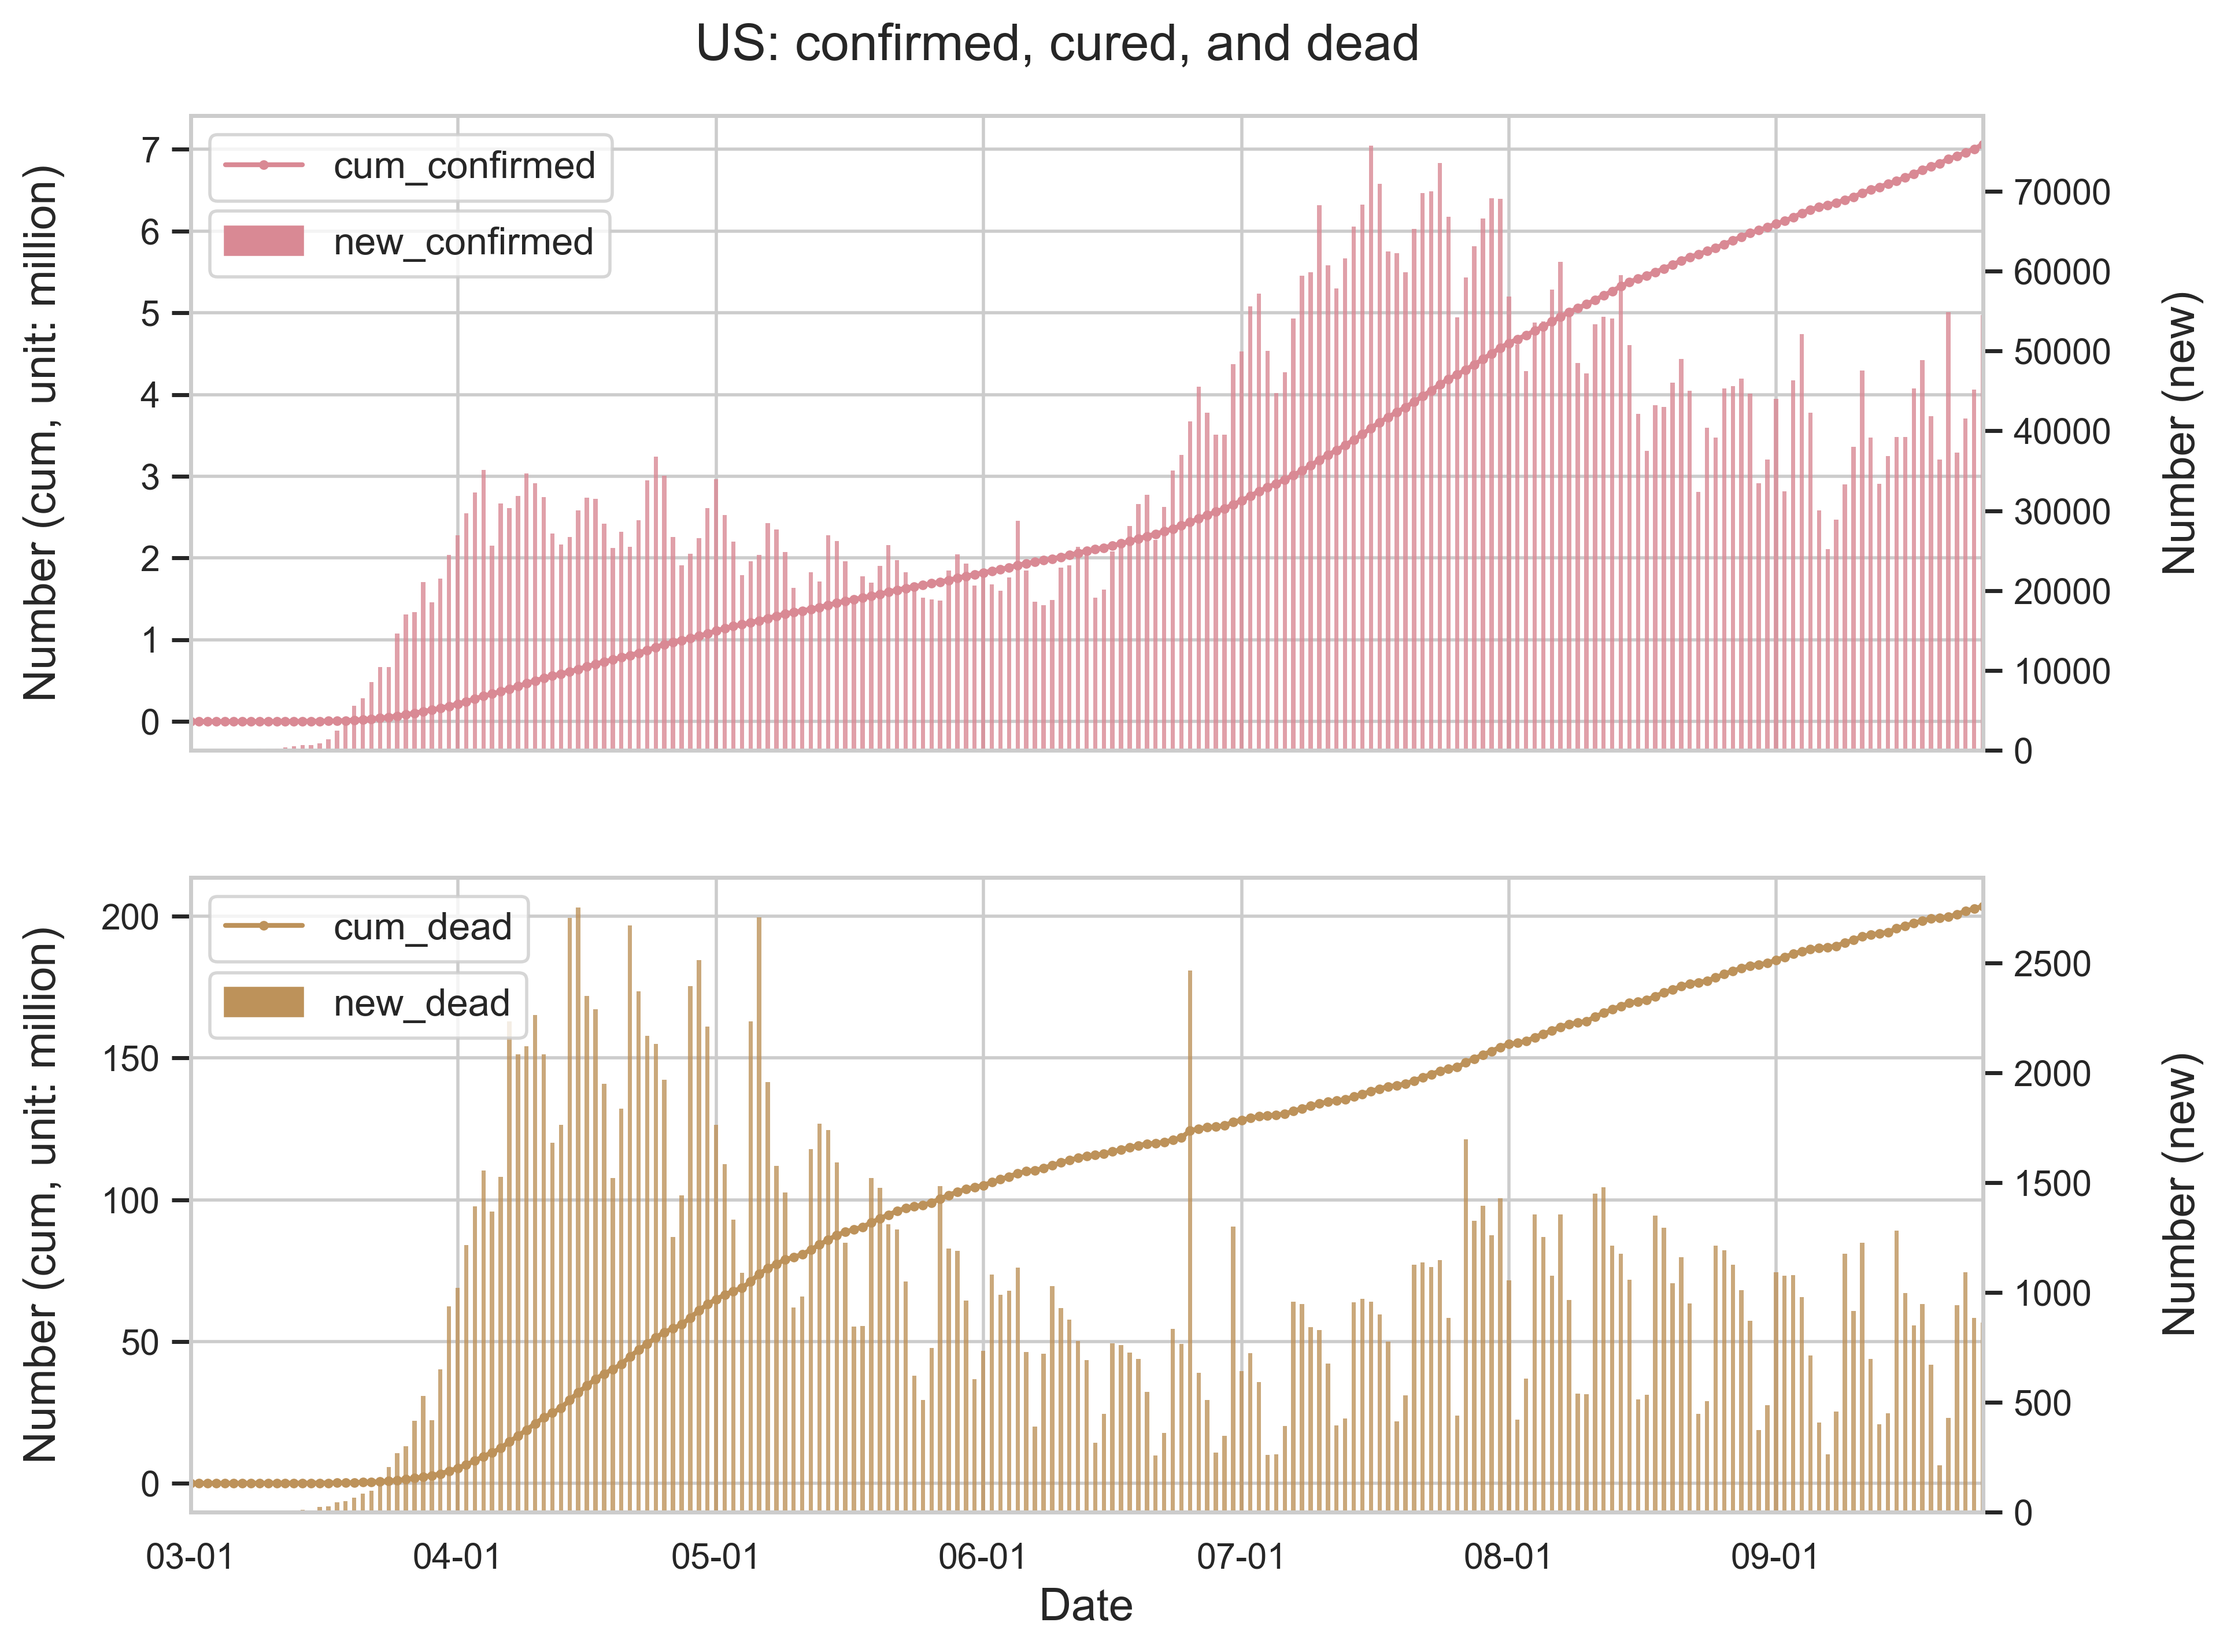 US: confirmed, cured, and dead
Number (cum, unit: million)
7
6
5
4
3
2
1
0
cum_confirmed
new_confirmed
70000
60000
50000
40000
30000
20000
10000
0
Number (new)
Number (cum, unit: million)
200
150
100
50
0
cum_dead
new_dead
2500
2000
1500
1000
500
0
Number (new)
03-01 04-01 05-01 06-01 07-01 08-01 09-01
Date